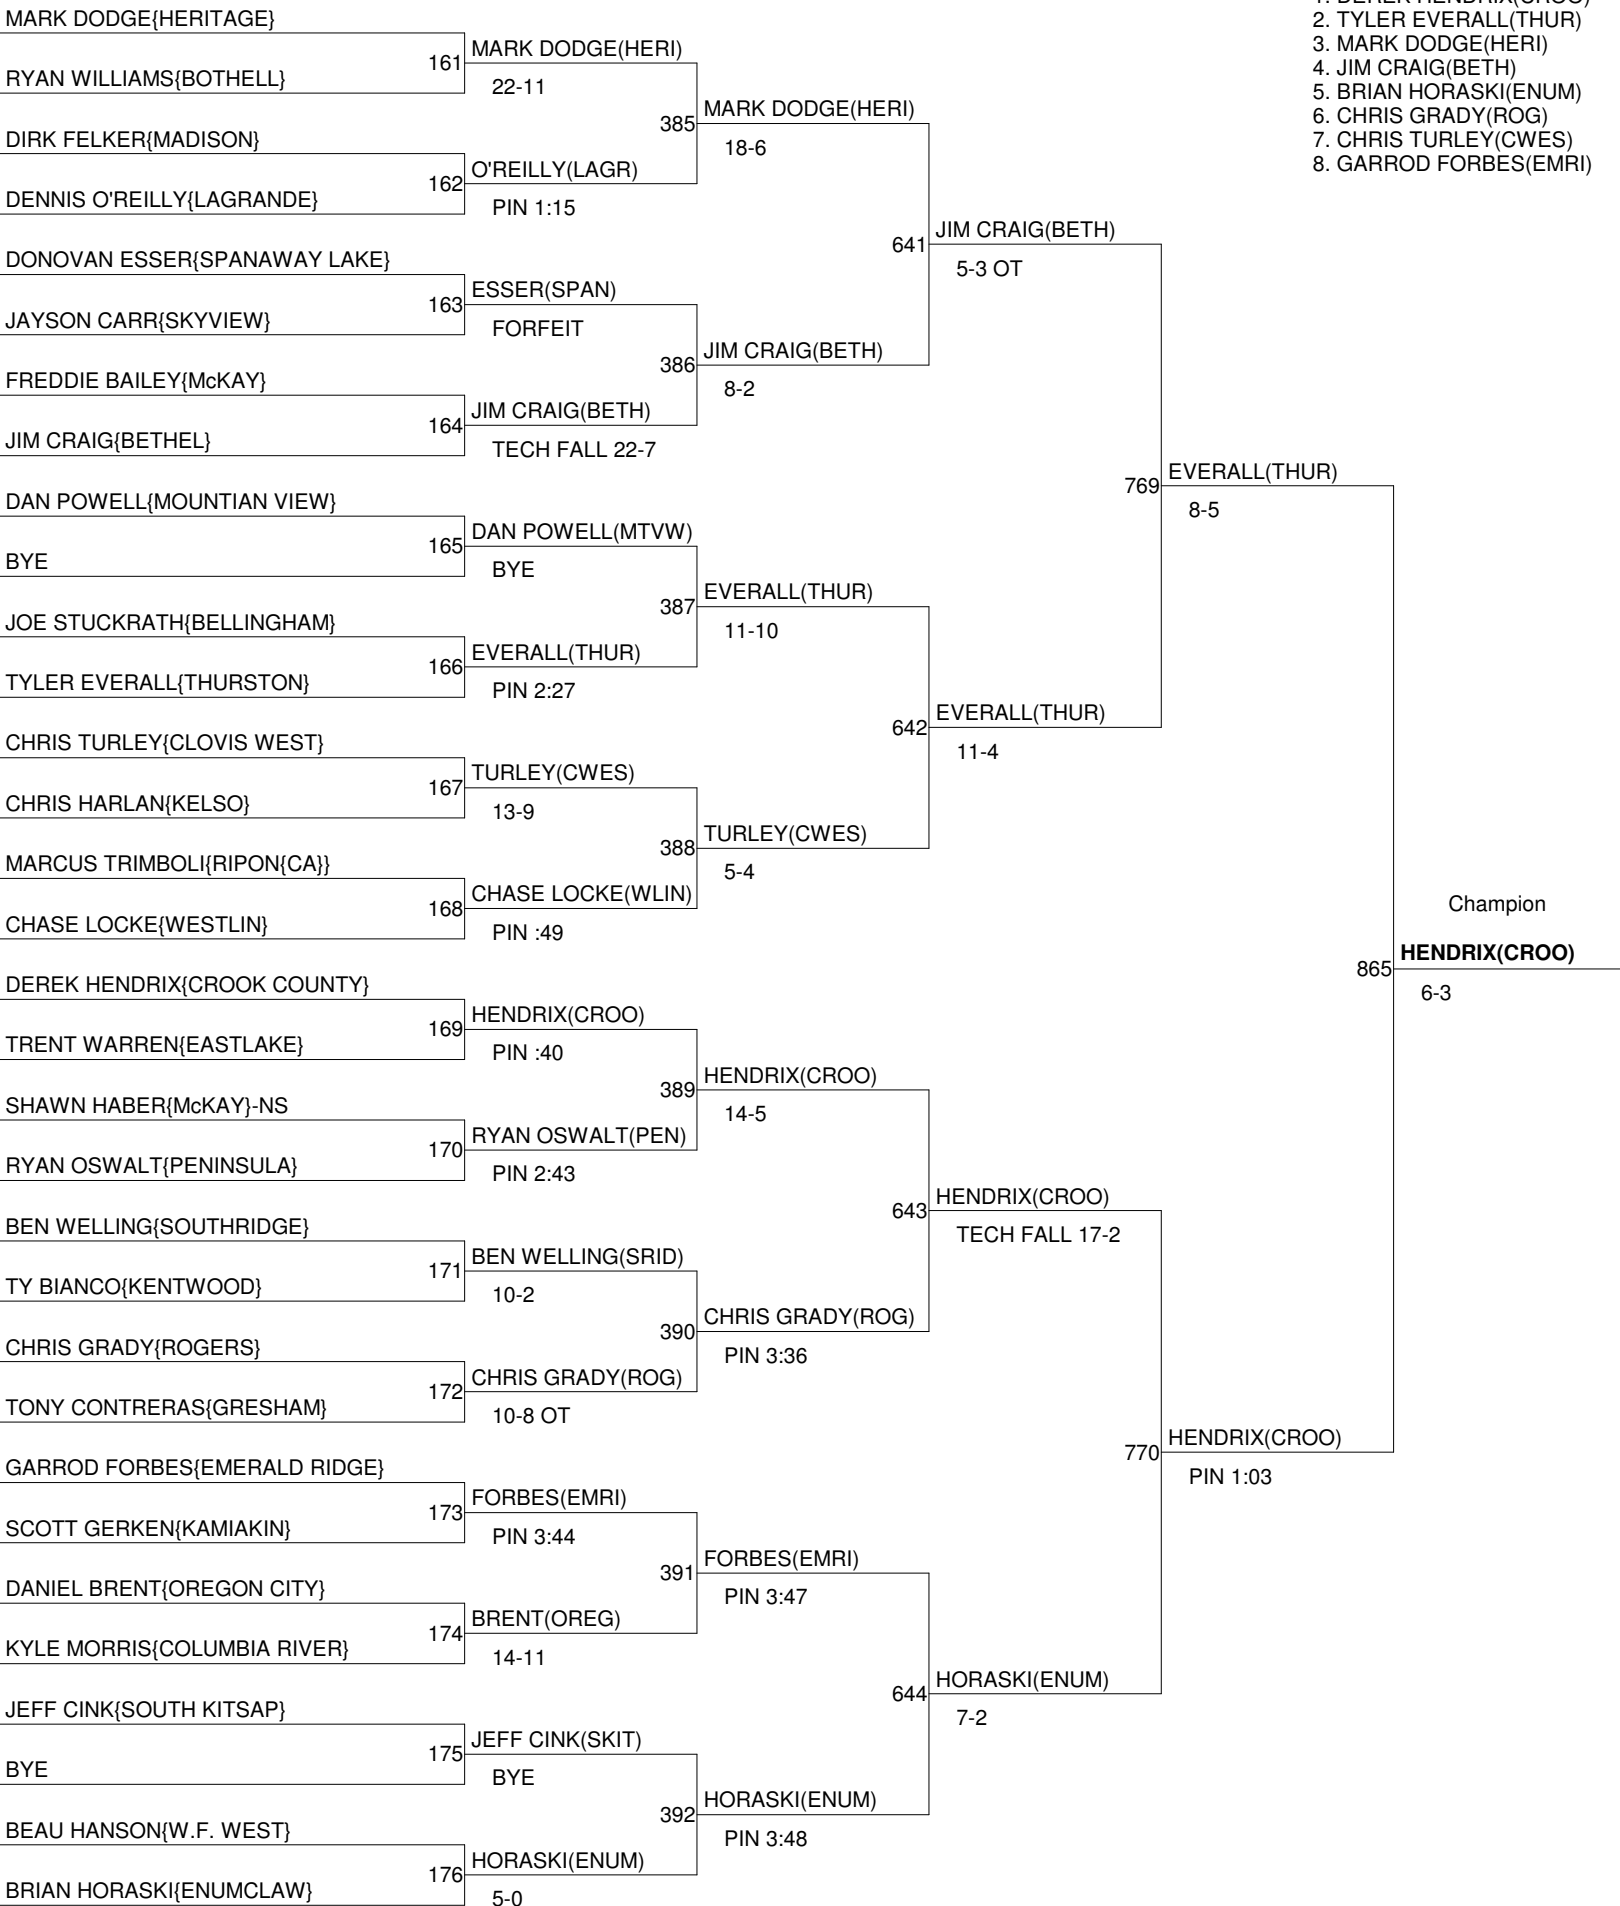 1. DEREK HENDRIX(CROO)
2. TYLER EVERALL(THUR)
3. MARK DODGE(HERI)
4. JIM CRAIG(BETH)
5. BRIAN HORASKI(ENUM)
6. CHRIS GRADY(ROG)
7. CHRIS TURLEY(CWES)
8. GARROD FORBES(EMRI)
MARK DODGE{HERITAGE}
RYAN WILLIAMS{BOTHELL}
DIRK FELKER{MADISON}
DENNIS O'REILLY{LAGRANDE}
DONOVAN ESSER{SPANAWAY LAKE}
JAYSON CARR{SKYVIEW}
FREDDIE BAILEY{McKAY}
JIM CRAIG{BETHEL}
DAN POWELL{MOUNTIAN VIEW}
BYE
JOE STUCKRATH{BELLINGHAM}
TYLER EVERALL{THURSTON}
CHRIS TURLEY{CLOVIS WEST}
CHRIS HARLAN{KELSO}
MARCUS TRIMBOLI{RIPON{CA}}
CHASE LOCKE{WESTLIN}
DEREK HENDRIX{CROOK COUNTY}
TRENT WARREN{EASTLAKE}
SHAWN HABER{McKAY}-NS
RYAN OSWALT{PENINSULA}
BEN WELLING{SOUTHRIDGE}
TY BIANCO{KENTWOOD}
CHRIS GRADY{ROGERS}
TONY CONTRERAS{GRESHAM}
GARROD FORBES{EMERALD RIDGE}
SCOTT GERKEN{KAMIAKIN}
DANIEL BRENT{OREGON CITY}
KYLE MORRIS{COLUMBIA RIVER}
JEFF CINK{SOUTH KITSAP}
BYE
BEAU HANSON{W.F. WEST}
BRIAN HORASKI{ENUMCLAW}
161 MARK DODGE(HERI)
22-11
162 O'REILLY(LAGR)
PIN 1:15
163 ESSER(SPAN)
FORFEIT
164 JIM CRAIG(BETH)
TECH FALL 22-7
165 DAN POWELL(MTVW)
BYE
166 EVERALL(THUR)
PIN 2:27
167 TURLEY(CWES)
13-9
168 CHASE LOCKE(WLIN)
PIN :49
169 HENDRIX(CROO)
PIN :40
170 RYAN OSWALT(PEN)
PIN 2:43
171 BEN WELLING(SRID)
10-2
172 CHRIS GRADY(ROG)
10-8 OT
173 FORBES(EMRI)
PIN 3:44
174 BRENT(OREG)
14-11
175 JEFF CINK(SKIT)
BYE
176 HORASKI(ENUM)
5-0
385 MARK DODGE(HERI)
18-6
386 JIM CRAIG(BETH)
8-2
387 EVERALL(THUR)
11-10
388 TURLEY(CWES)
5-4
389 HENDRIX(CROO)
14-5
390 CHRIS GRADY(ROG)
PIN 3:36
391 FORBES(EMRI)
PIN 3:47
392 HORASKI(ENUM)
PIN 3:48
641 JIM CRAIG(BETH)
5-3 OT
642 EVERALL(THUR)
11-4
643 HENDRIX(CROO)
TECH FALL 17-2
644 HORASKI(ENUM)
7-2
769 EVERALL(THUR)
8-5
770 HENDRIX(CROO)
PIN 1:03
Champion
865 HENDRIX(CROO)
6-3